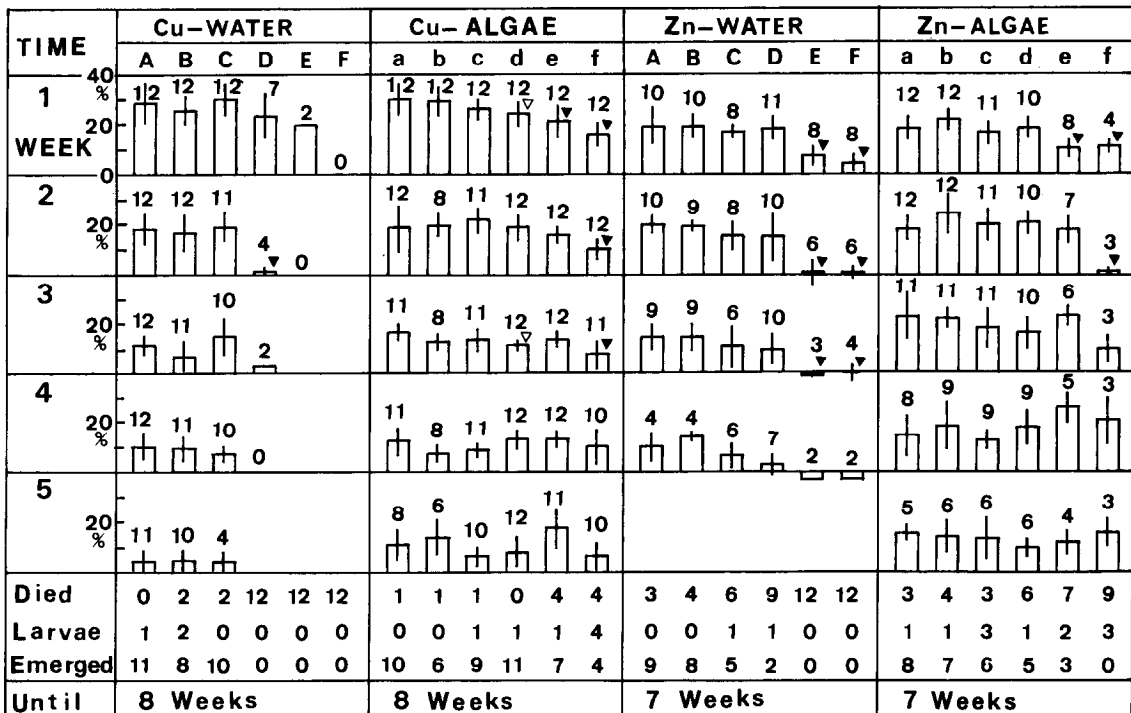 TIME Cu–WATER Cu–ALGAE Zn–WATER Zn–ALGAE
A B C D E F a b c d e f A B C D E F a b c d e f
1 WEEK 40 % 20 0
12 12 12 7 2 0 12 12 12 12 12 12 10 10 8 11 8 8 12 12 11 10 8 4
2 20 %
12 12 11 4 0 12 8 11 12 12 12 10 9 8 10 6 6 12 12 11 10 7 3
3 20 %
12 11 10 2 11 8 11 12 12 11 9 9 6 10 3 4 11 11 11 10 6 3
4 20 %
12 11 10 0 11 8 11 12 12 10 4 4 6 7 2 2 8 9 9 9 5 3
5 20 %
11 10 4 8 6 10 12 11 10 5 6 6 6 4 3
Died 0 2 2 12 12 12 1 1 1 0 4 4 3 4 6 9 12 12 3 4 3 6 7 9
Larvae 1 2 0 0 0 0 0 0 1 1 1 4 0 0 1 1 0 0 1 1 3 1 2 3
Emerged 11 8 10 0 0 0 10 6 9 11 7 4 9 8 5 2 0 0 8 7 6 5 3 0
Until 8 Weeks 8 Weeks 7 Weeks 7 Weeks